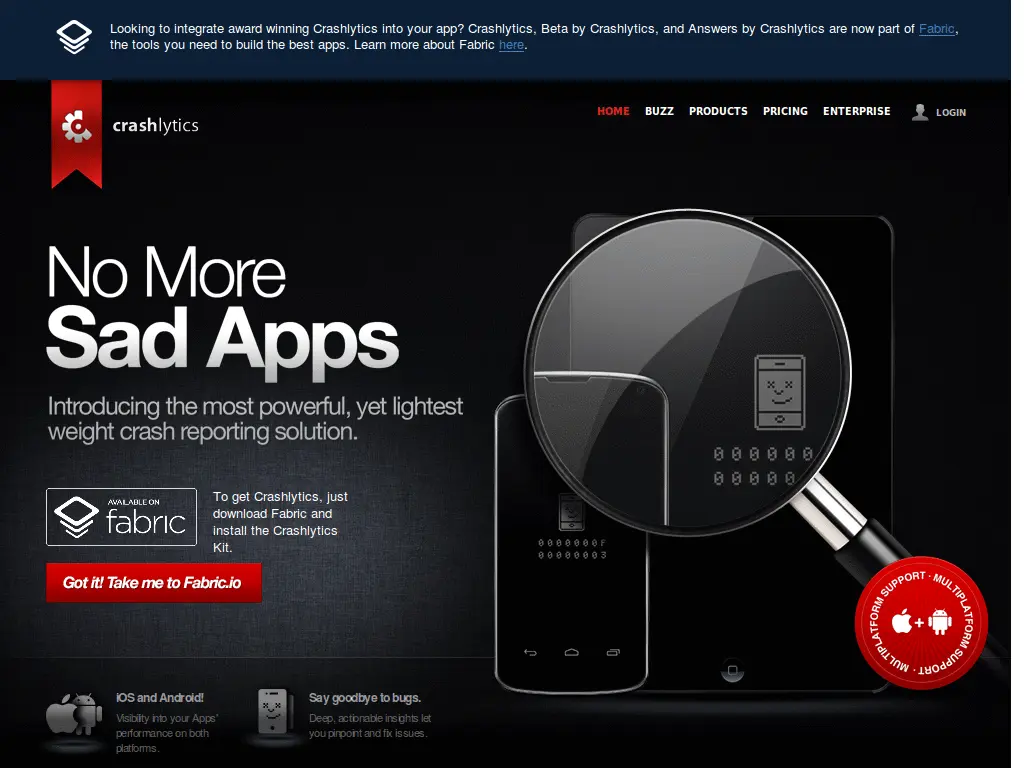 Looking to integrate award winning Crashlytics into your app? Crashlytics, Beta by Crashlytics, and Answers by Crashlytics are now part of Fabric,
the tools you need to build the best apps. Learn more about Fabric here.
crashlytics
HOME BUZZ PRODUCTS PRICING ENTERPRISE LOGIN
No More
Sad Apps
Introducing the most powerful, yet lightest
weight crash reporting solution.
AVAILABLE ON
fabric
To get Crashlytics, just
download Fabric and
install the Crashlytics
Kit.
Got it! Take me to Fabric.io
000000
00000
0000000F
00000003
MULTIPLATFORM SUPPORT · MULTIPLATFORM SUPPORT ·
+
iOS and Android!
Visibility into your Apps'
performance on both
platforms.
Say goodbye to bugs.
Deep, actionable insights let
you pinpoint and fix issues.